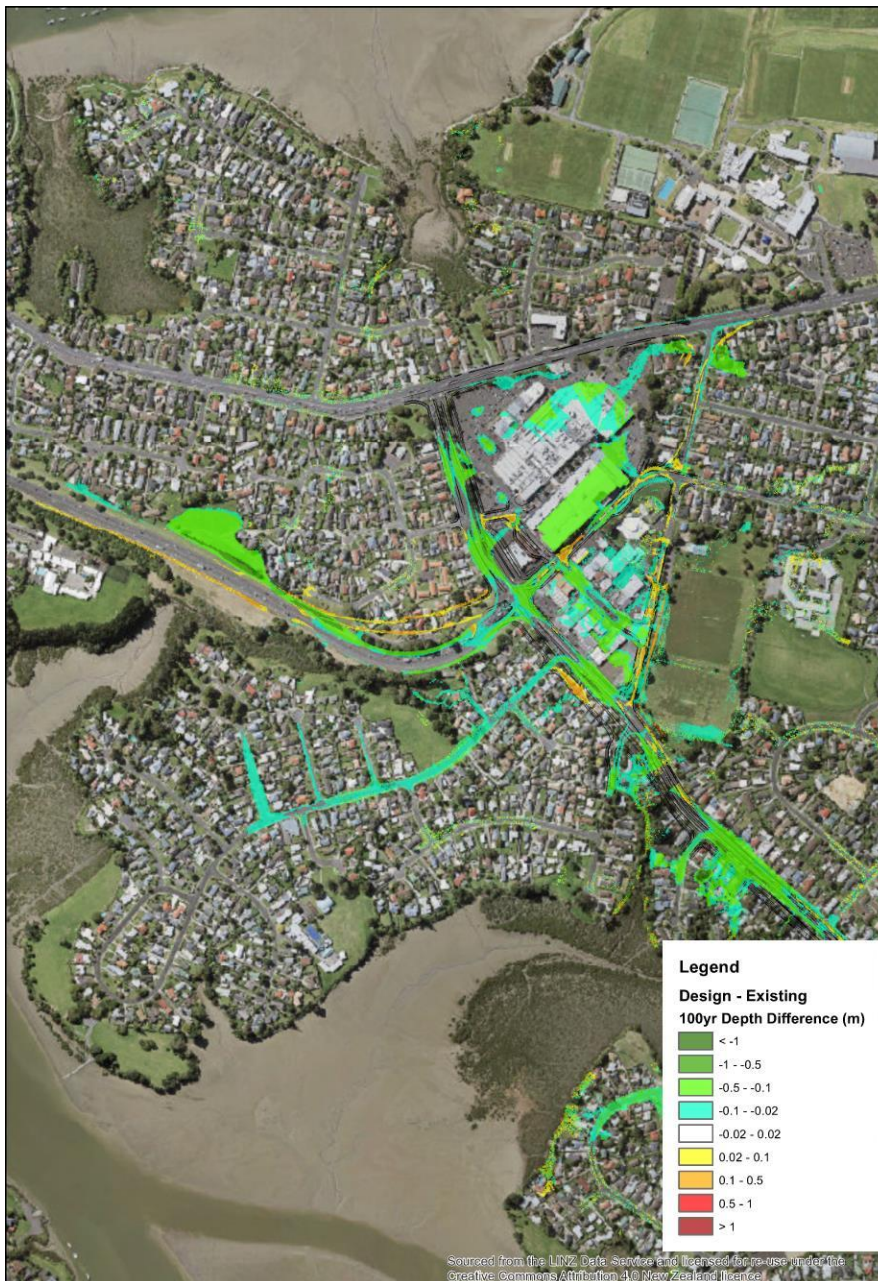 Legend
Design - Existing
100yr Depth Difference (m)
< -1
-1 - -0.5
-0.5 - -0.1
-0.1 - -0.02
-0.02 - 0.02
0.02 - 0.1
0.1 - 0.5
0.5 - 1
> 1
Sourced from the LINZ Data Service and licensed for re-use under the
Creative Commons Attribution 4.0 New Zealand licence